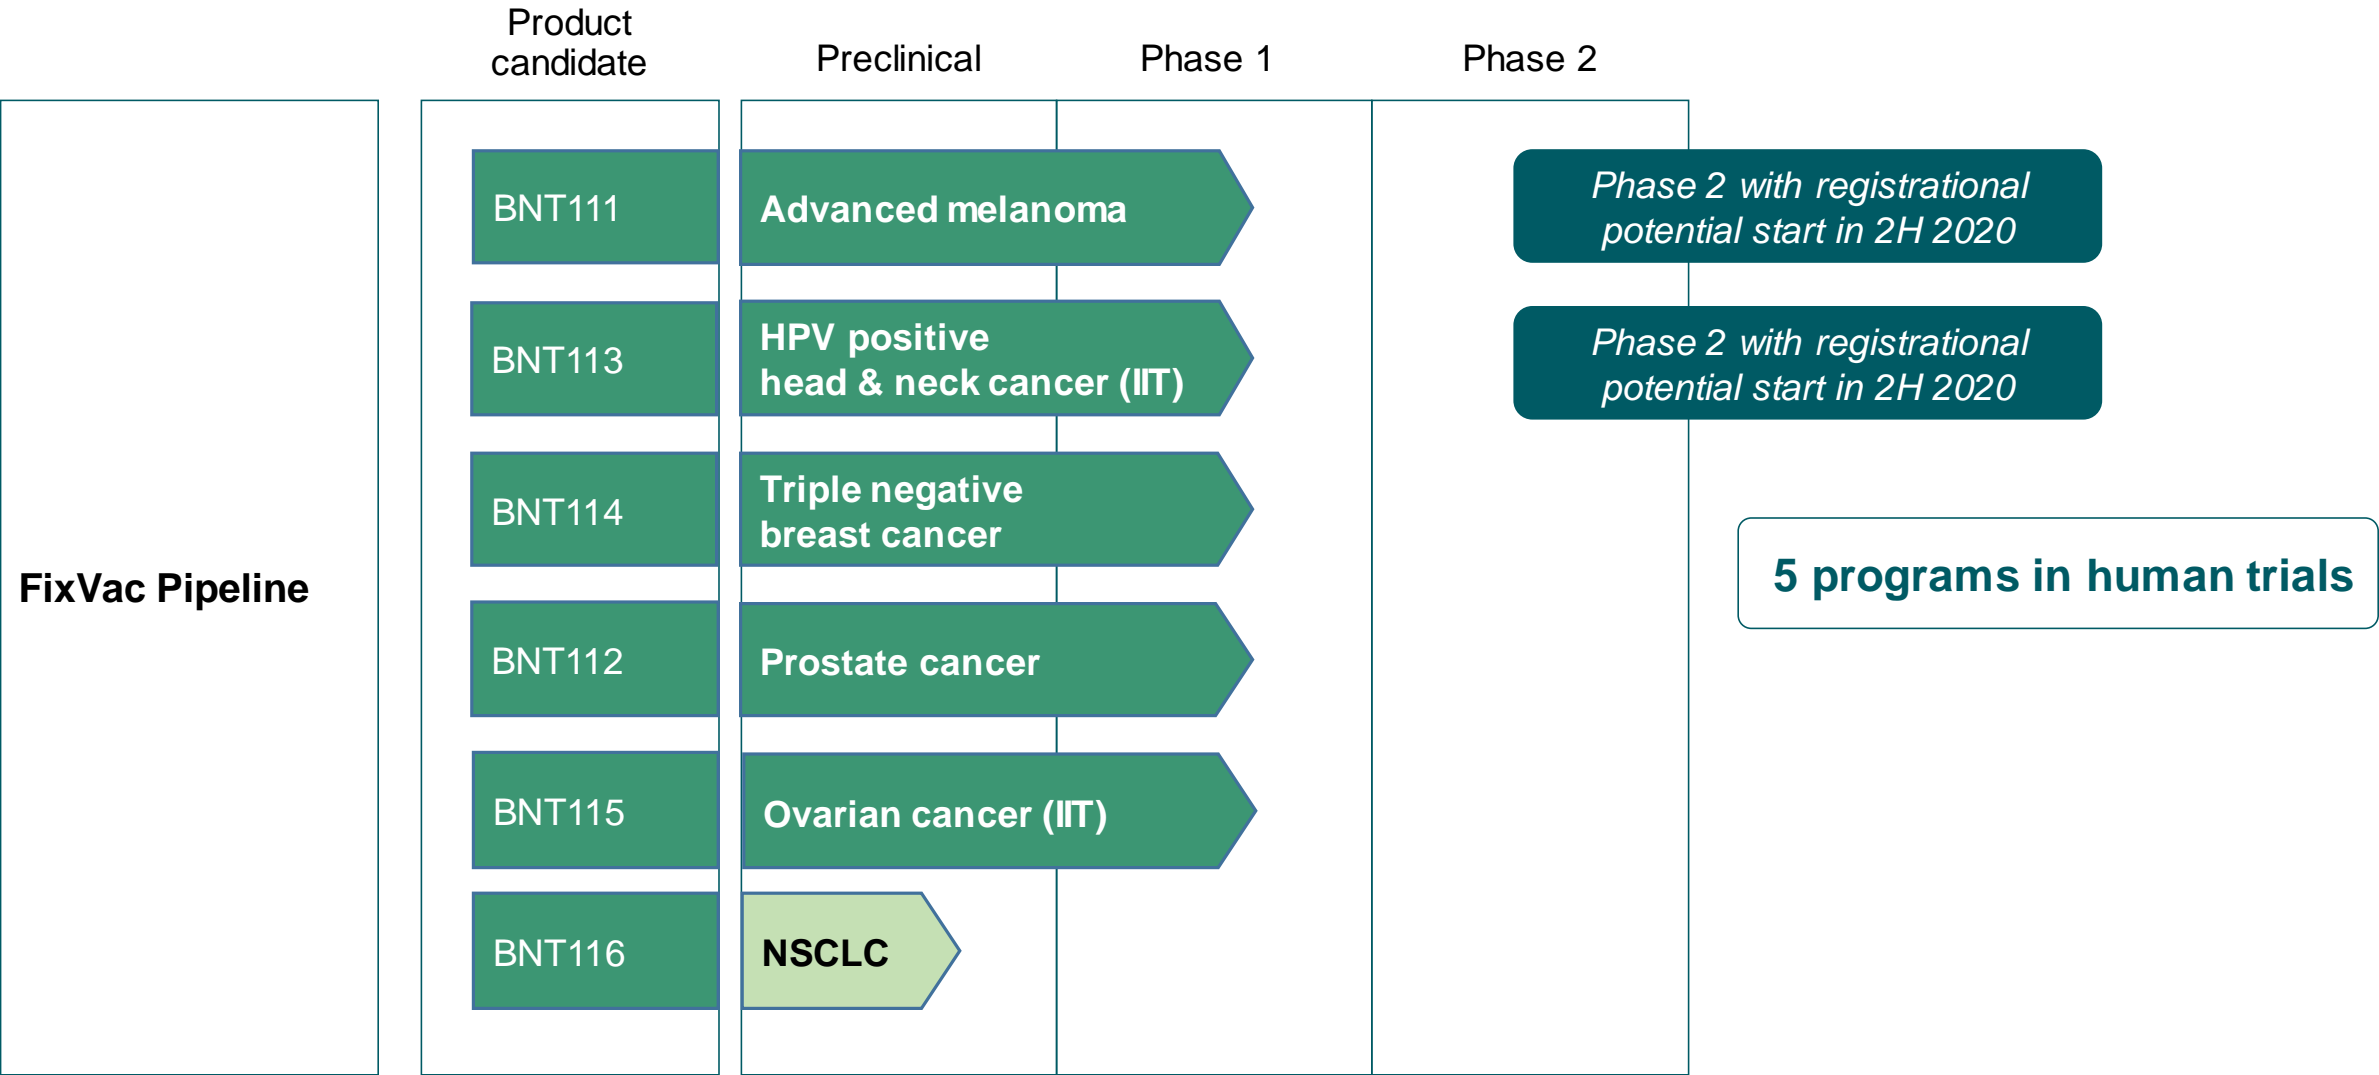 Product
candidate
Preclinical
Phase 1
Phase 2
FixVac Pipeline
BNT111
Advanced melanoma
Phase 2 with registrational
potential start in 2H 2020
BNT113
HPV positive
head & neck cancer (IIT)
Phase 2 with registrational
potential start in 2H 2020
BNT114
Triple negative
breast cancer
5 programs in human trials
BNT112
Prostate cancer
BNT115
Ovarian cancer (IIT)
BNT116
NSCLC